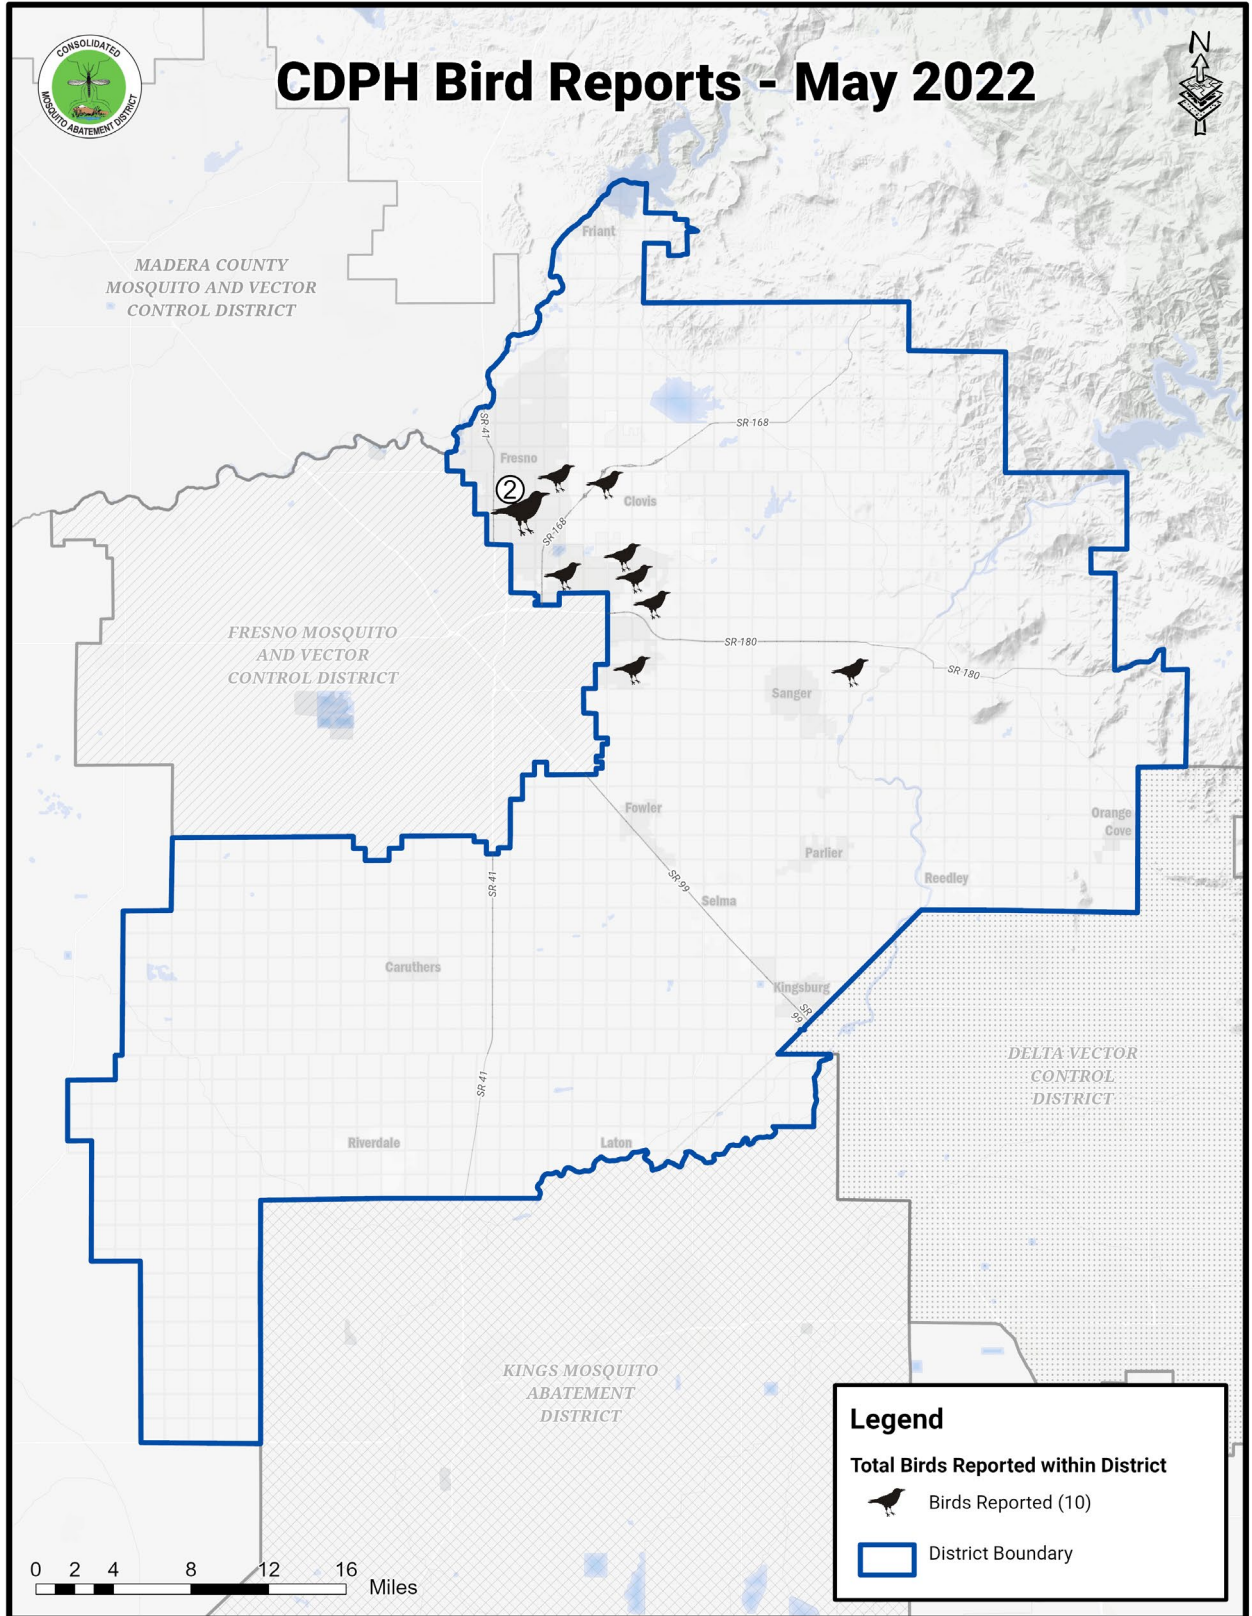 CONSOLIDATED
MOSQUITO ABATEMENT DISTRICT
CDPH Bird Reports - May 2022
N
Friant
MADERA COUNTY
MOSQUITO AND VECTOR
CONTROL DISTRICT
SR 41
SR 168
Fresno
2
Clovis
SR 168
FRESNO MOSQUITO
AND VECTOR
CONTROL DISTRICT
SR 180
SR 180
Sanger
Fowler
Orange
Cove
Parlier
SR 41
SR 99
Reedley
Selma
Caruthers
Kingsburg
SR
99
DELTA VECTOR
CONTROL
DISTRICT
SR 41
Riverdale
Laton
KINGS MOSQUITO
ABATEMENT
DISTRICT
Legend
Total Birds Reported within District
Birds Reported (10)
District Boundary
0 2 4 8 12 16
Miles